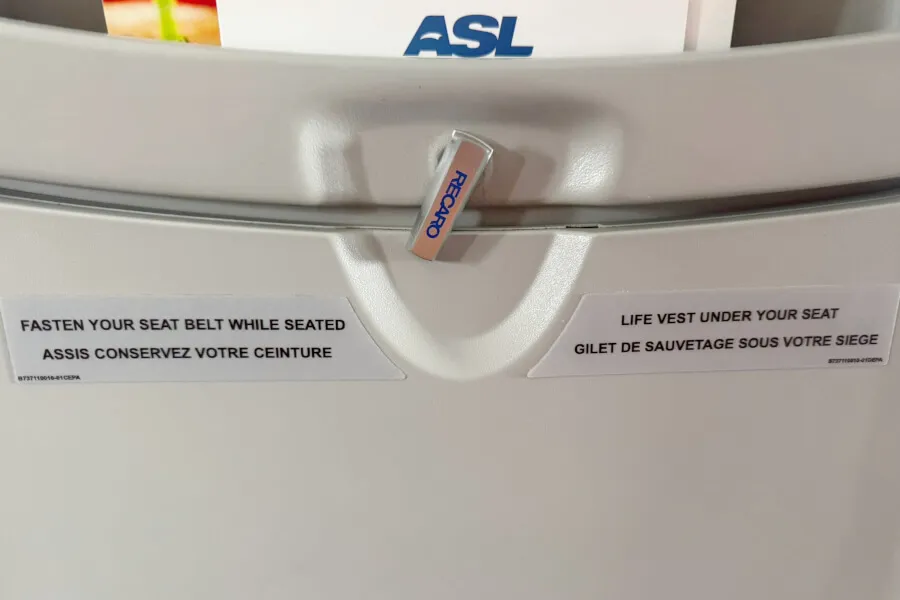 ASL
RECARO
FASTEN YOUR SEAT BELT WHILE SEATED
ASSIS CONSERVEZ VOTRE CEINTURE
LIFE VEST UNDER YOUR SEAT
GILET DE SAUVETAGE SOUS VOTRE SIEGE